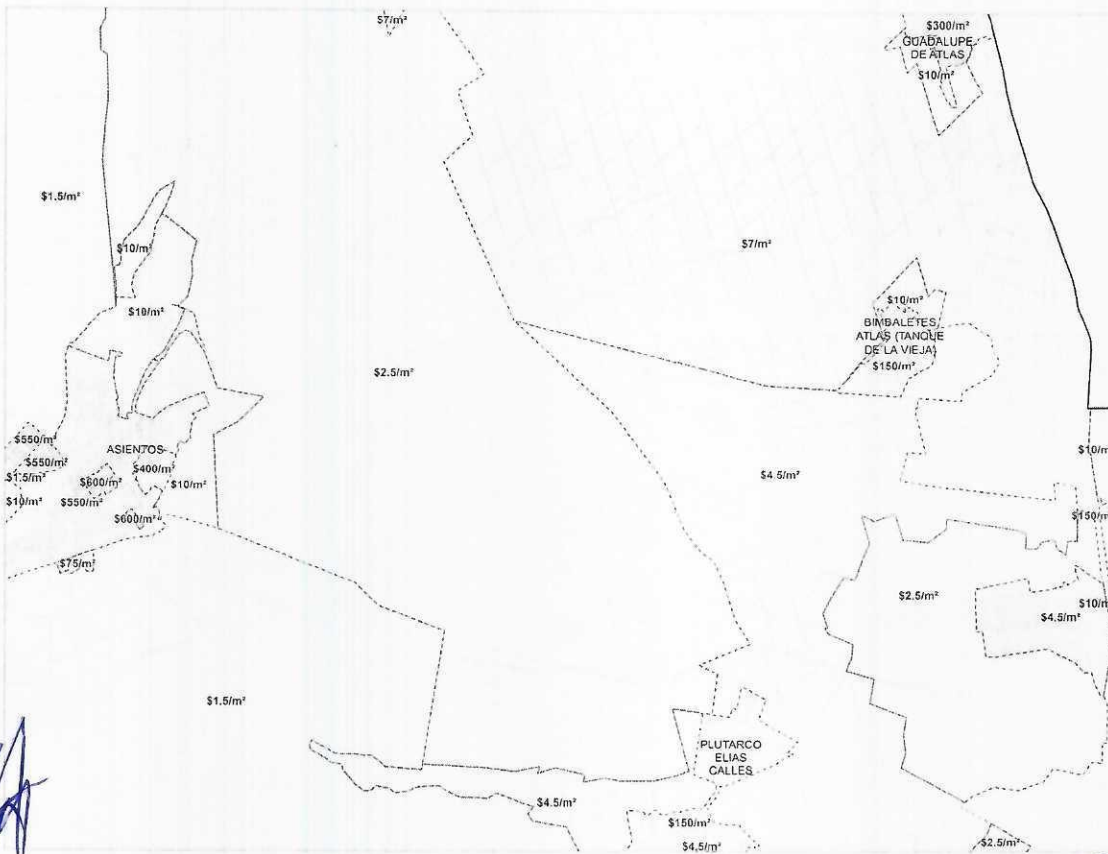 $7/m²
$300/m²
GUADALUPE
DE ATLAS
$10/m²
$1.5/m²
$10/m²
$7/m²
$10/m²
$10/m²
BIMBALETES
ATLAS (TANQUE
DE LA VIEJA)
$150/m²
$2.5/m²
$550/m²
ASIENTOS
$550/m²
$400/m²
$1.5/m²
$600/m²
$10/m²
$4.5/m²
$10/m
$10/m²
$550/m²
$600/m²
$150/m
$75/m²
$2.5/m²
$4.5/m²
$10/m
$1.5/m²
PLUTARCO
ELIAS
CALLES
$4.5/m²
$150/m²
$4.5/m²
$2.5/m²